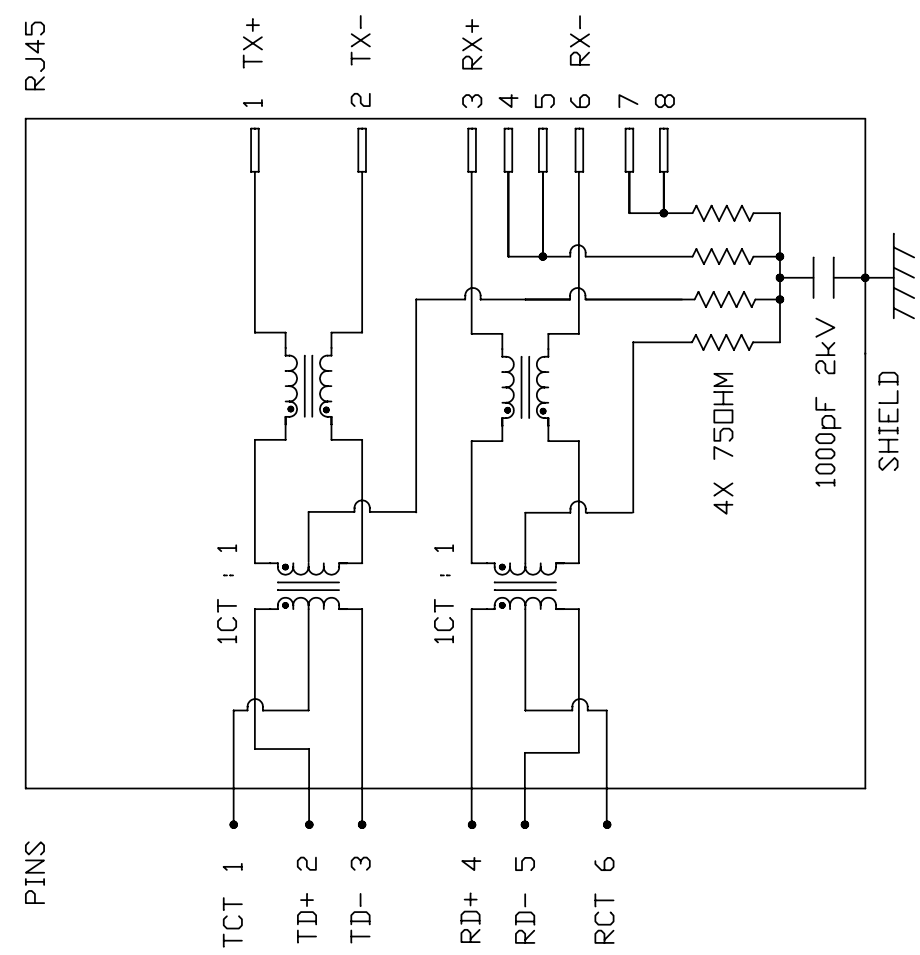 RJ45
TX+
TX-
RX+
RX-
1
2
3
4
5
6
7
8
1CT : 1
1CT : 1
4X 75OHM
1000pF 2kV
SHIELD
PINS
TCT 1
TD+ 2
TD- 3
RD+ 4
RD- 5
RCT 6